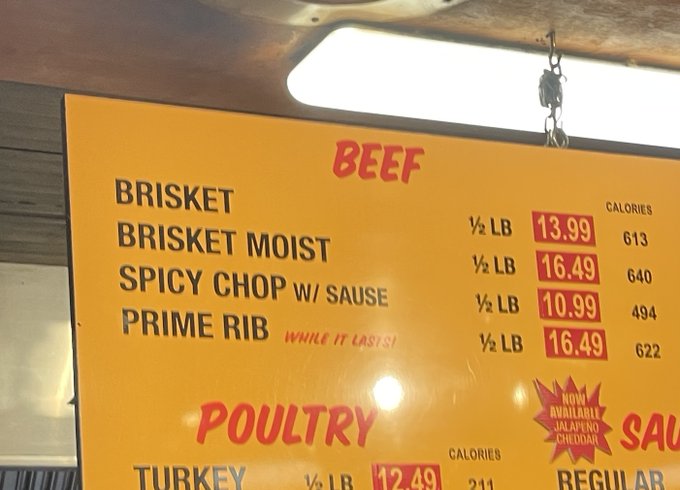 BEEF
CALORIES
BRISKET ½ LB 13.99 613
BRISKET MOIST ½ LB 16.49 640
SPICY CHOP W/ SAUSE ½ LB 10.99 494
PRIME RIB WHILE IT LASTS! ½ LB 16.49 622
POULTRY
CALORIES
TURKEY ½ LB 12.49 211
NOW
AVAILABLE
JALAPEÑO
CHEDDAR
SAU
REGULAR